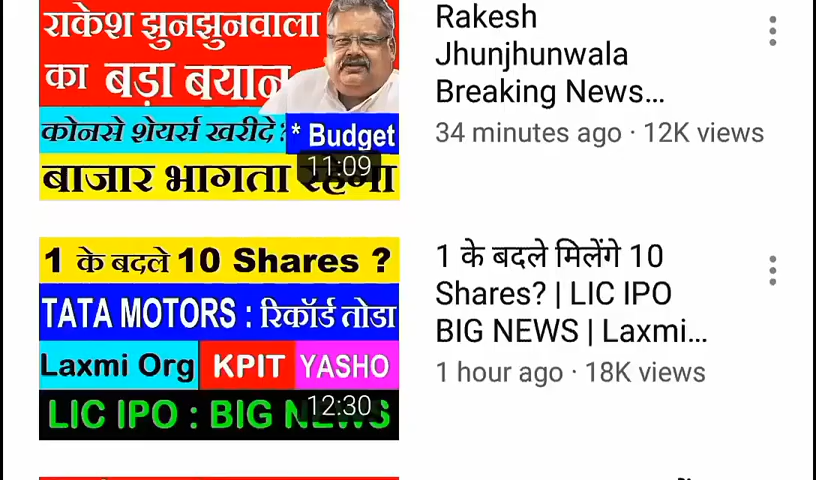 राकेश झुनझुनवाला
का बड़ा बयान
कोनसे शेयर्स खरीदे?
* Budget
11:09
बाजार भागता रहेगा
Rakesh
Jhunjhunwala
Breaking News...
34 minutes ago · 12K views
1 के बदले 10 Shares ?
TATA MOTORS : रिकॉर्ड तोडा
Laxmi Org KPIT YASHO
12:30
LIC IPO : BIG NEWS
1 के बदले मिलेंगे 10
Shares? | LIC IPO
BIG NEWS | Laxmi...
1 hour ago · 18K views